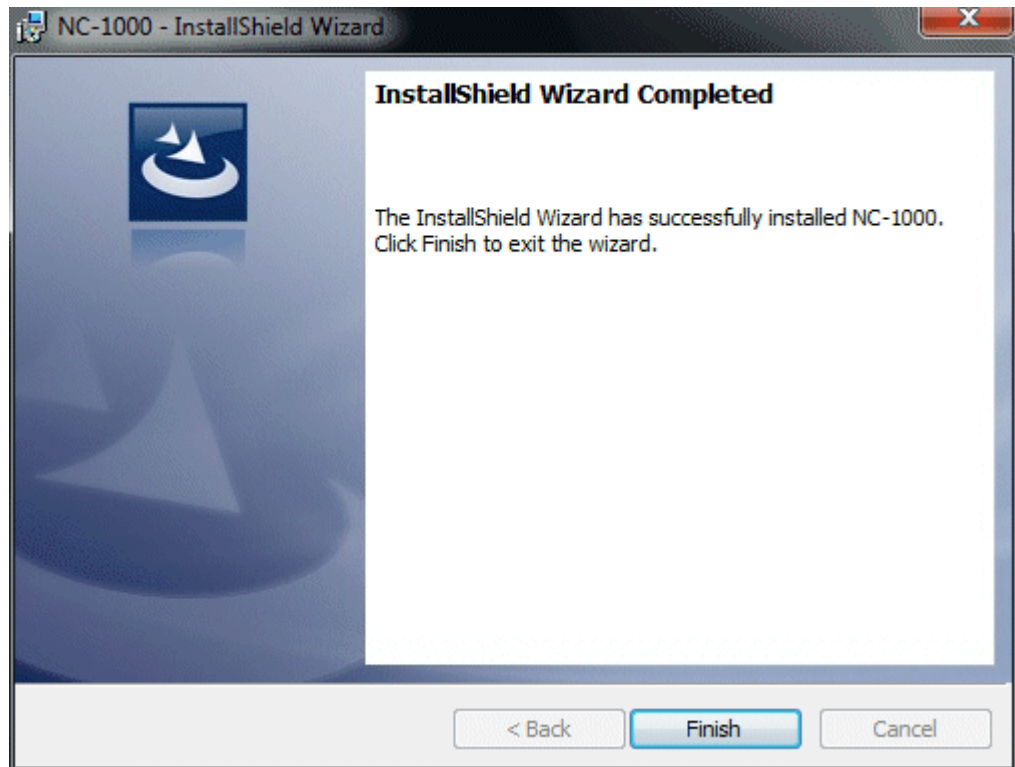 NC-1000 - InstallShield Wizard
InstallShield Wizard Completed
The InstallShield Wizard has successfully installed NC-1000.
Click Finish to exit the wizard.
< Back
Finish
Cancel